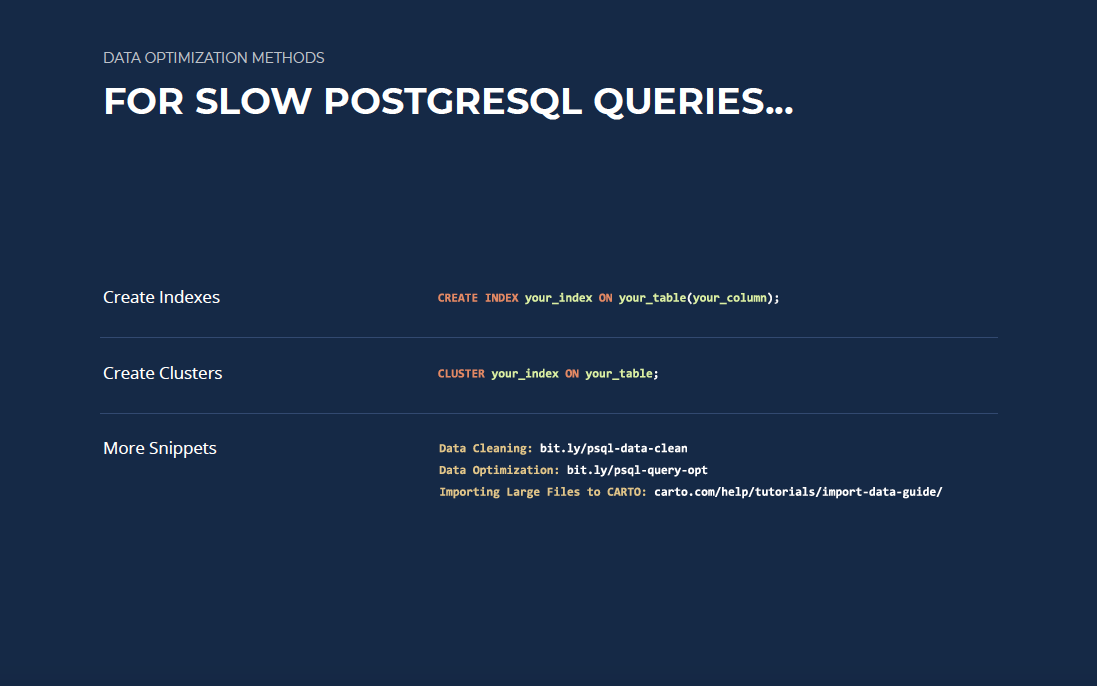 DATA OPTIMIZATION METHODS
FOR SLOW POSTGRESQL QUERIES...
Create Indexes
CREATE INDEX your_index ON your_table(your_column);
Create Clusters
CLUSTER your_index ON your_table;
More Snippets
Data Cleaning: bit.ly/psql-data-clean
Data Optimization: bit.ly/psql-query-opt
Importing Large Files to CARTO: carto.com/help/tutorials/import-data-guide/